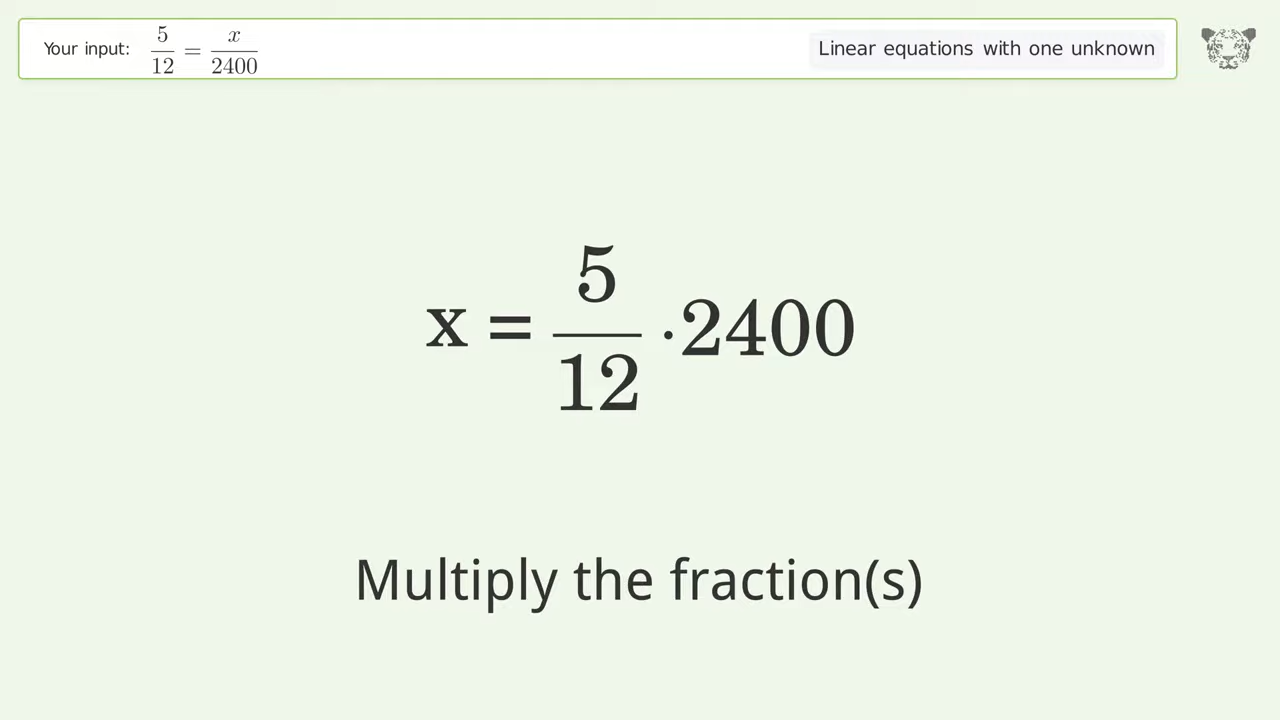 Your input: 5/12 = x/2400
Linear equations with one unknown
x = 5/12 · 2400
Multiply the fraction(s)